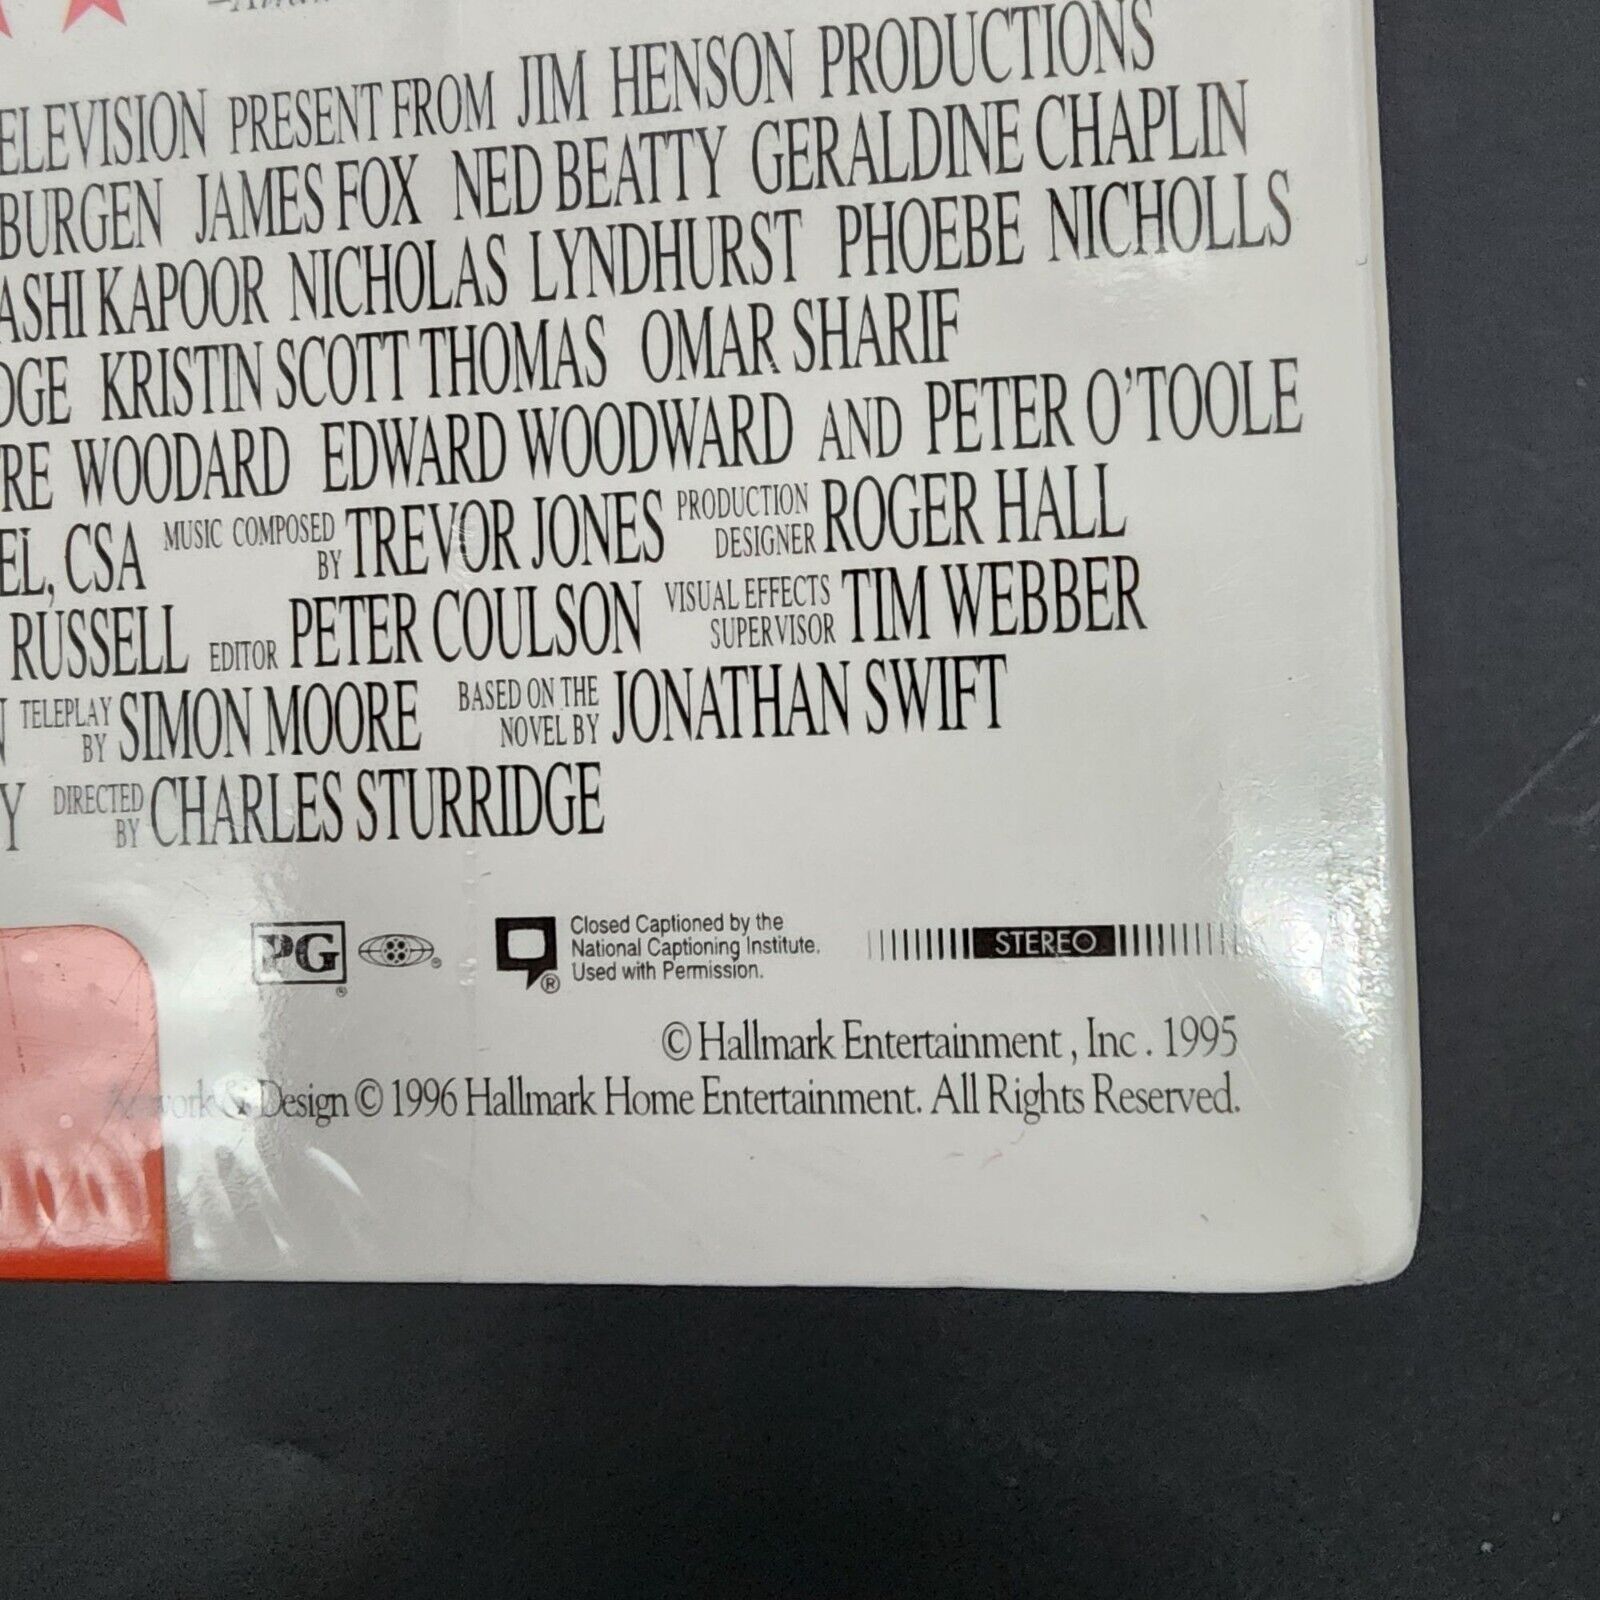 ELEVISION PRESENT FROM JIM HENSON PRODUCTIONS
BURGEN JAMES FOX NED BEATTY GERALDINE CHAPLIN
ASHI KAPOOR NICHOLAS LYNDHURST PHOEBE NICHOLLS
DGE KRISTIN SCOTT THOMAS OMAR SHARIF
RE WOODARD EDWARD WOODWARD AND PETER O'TOOLE
EL, CSA MUSIC COMPOSED BY TREVOR JONES PRODUCTION DESIGNER ROGER HALL
RUSSELL EDITOR PETER COULSON VISUAL EFFECTS SUPERVISOR TIM WEBBER
N TELEPLAY BY SIMON MOORE BASED ON THE NOVEL BY JONATHAN SWIFT
Y DIRECTED BY CHARLES STURRIDGE
PG ® ® Closed Captioned by the
National Captioning Institute.
® Used with Permission.
STEREO
© Hallmark Entertainment, Inc. 1995
& Design © 1996 Hallmark Home Entertainment. All Rights Reserved.